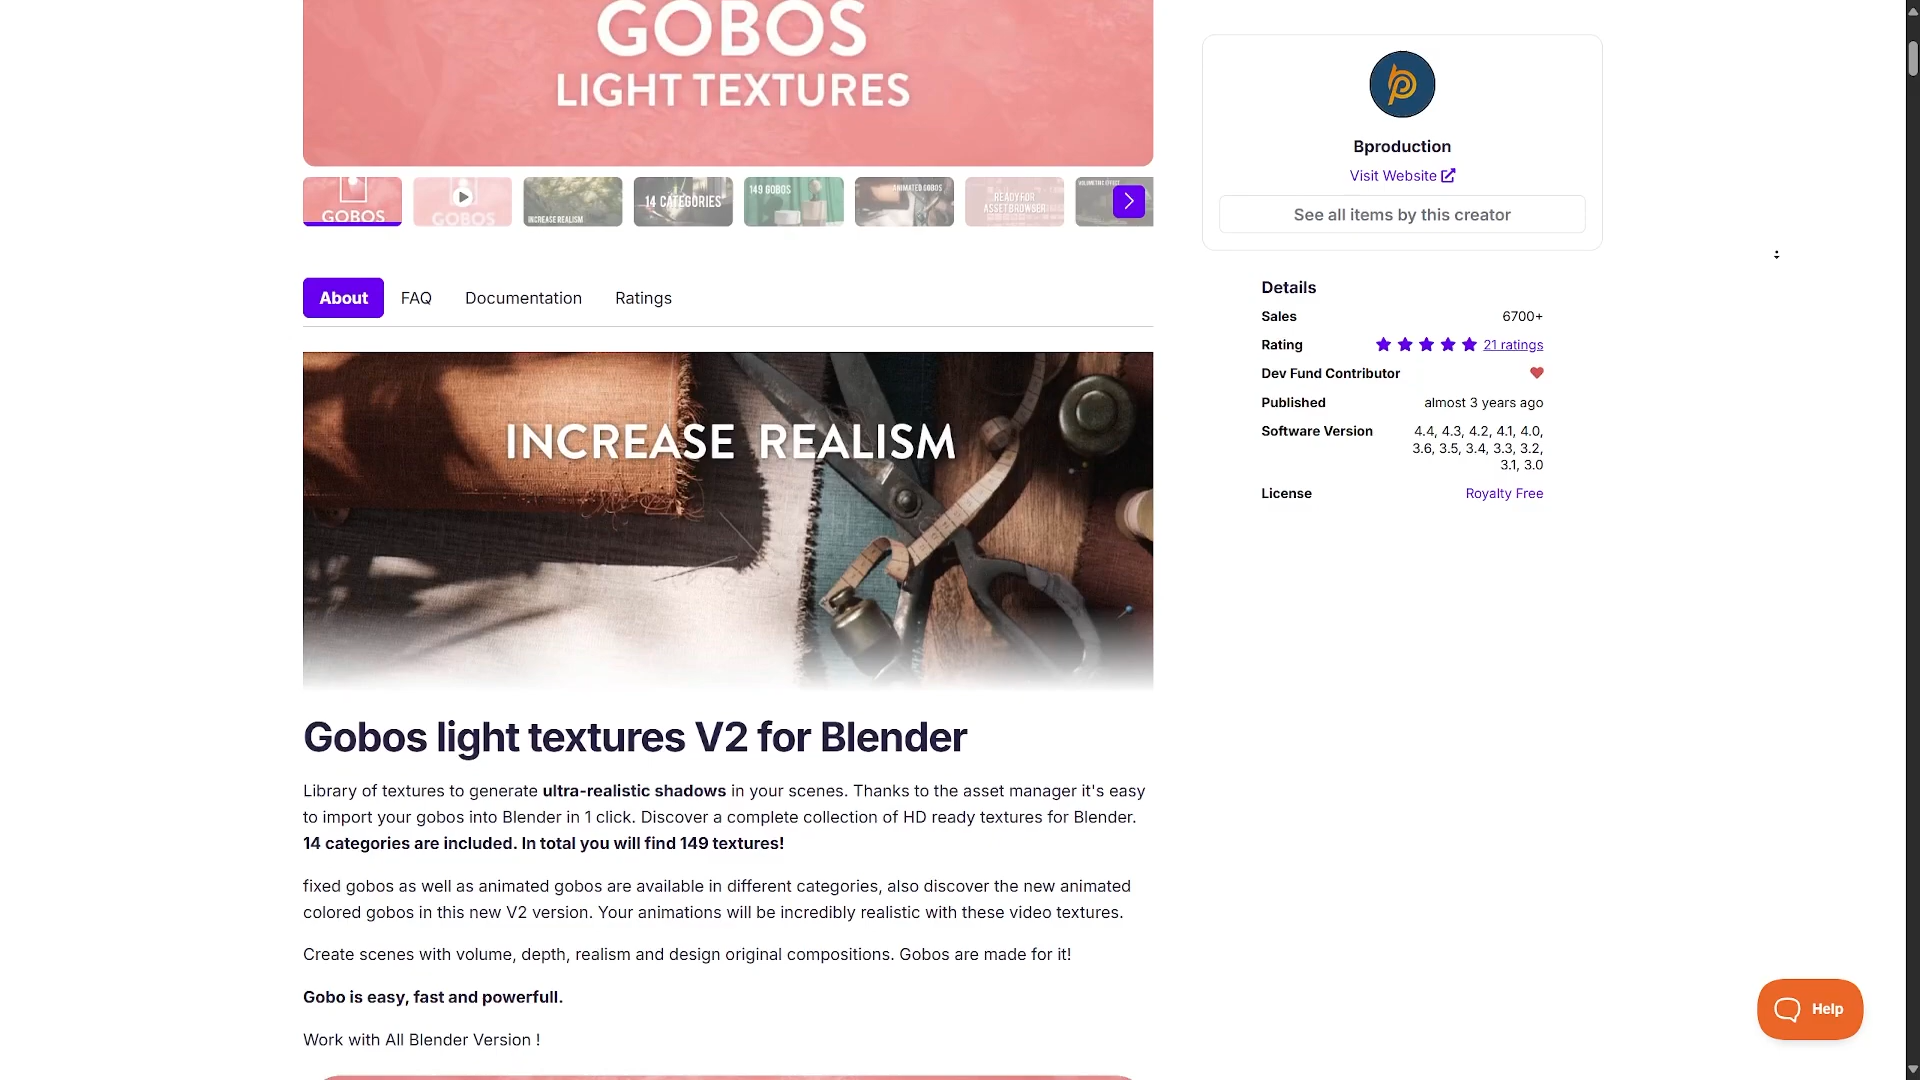 GOBOS
LIGHT TEXTURES
GOBOS
GOBOS
INCREASE REALISM
14 CATEGORIES
149 GOBOS
ANIMATED GOBOS
READY FOR
ASSET BROWSER
VOLUMETRIC EFFECT
Bproduction
Visit Website
See all items by this creator
About FAQ Documentation Ratings
Details
Sales 6700+
Rating 21 ratings
Dev Fund Contributor
Published almost 3 years ago
Software Version 4.4, 4.3, 4.2, 4.1, 4.0,
3.6, 3.5, 3.4, 3.3, 3.2,
3.1, 3.0
License Royalty Free
INCREASE REALISM
Gobos light textures V2 for Blender
Library of textures to generate ultra-realistic shadows in your scenes. Thanks to the asset manager it's easy
to import your gobos into Blender in 1 click. Discover a complete collection of HD ready textures for Blender.
14 categories are included. In total you will find 149 textures!
fixed gobos as well as animated gobos are available in different categories, also discover the new animated
colored gobos in this new V2 version. Your animations will be incredibly realistic with these video textures.
Create scenes with volume, depth, realism and design original compositions. Gobos are made for it!
Gobo is easy, fast and powerfull.
Work with All Blender Version !
Help